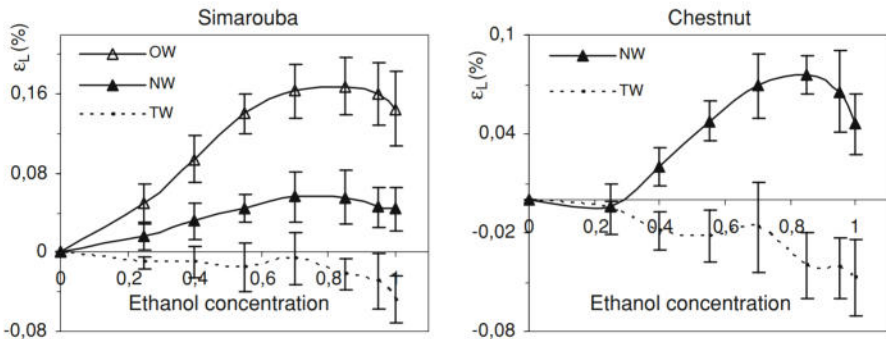 Simarouba
ε_L(%)
OW
NW
TW
0,16
0,08
0
-0,08
0
0,2
0,4
0,6
0,8
1
Ethanol concentration
Chestnut
ε_L(%)
NW
TW
0,1
0,04
-0,02
-0,08
0
0,2
0,4
0,6
0,8
1
Ethanol concentration